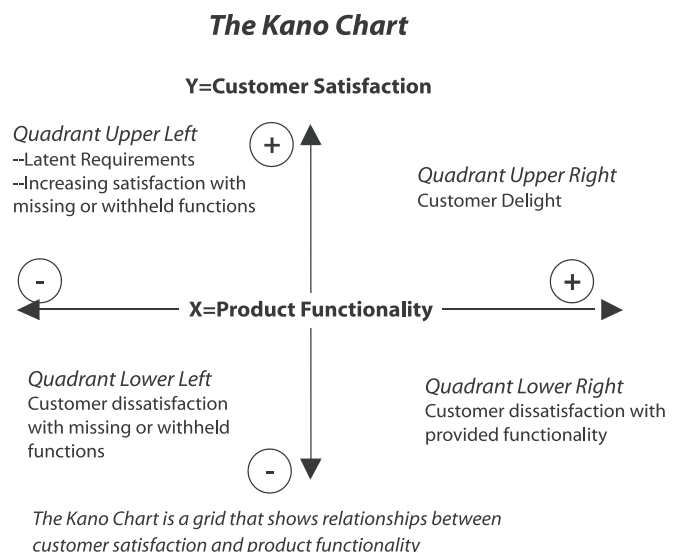 The Kano Chart
Y=Customer Satisfaction
Quadrant Upper Left
--Latent Requirements
--Increasing satisfaction with
missing or withheld functions
+
Quadrant Upper Right
Customer Delight
-
+
X=Product Functionality
Quadrant Lower Left
Customer dissatisfaction
with missing or withheld
functions
Quadrant Lower Right
Customer dissatisfaction with
provided functionality
-
The Kano Chart is a grid that shows relationships between
customer satisfaction and product functionality